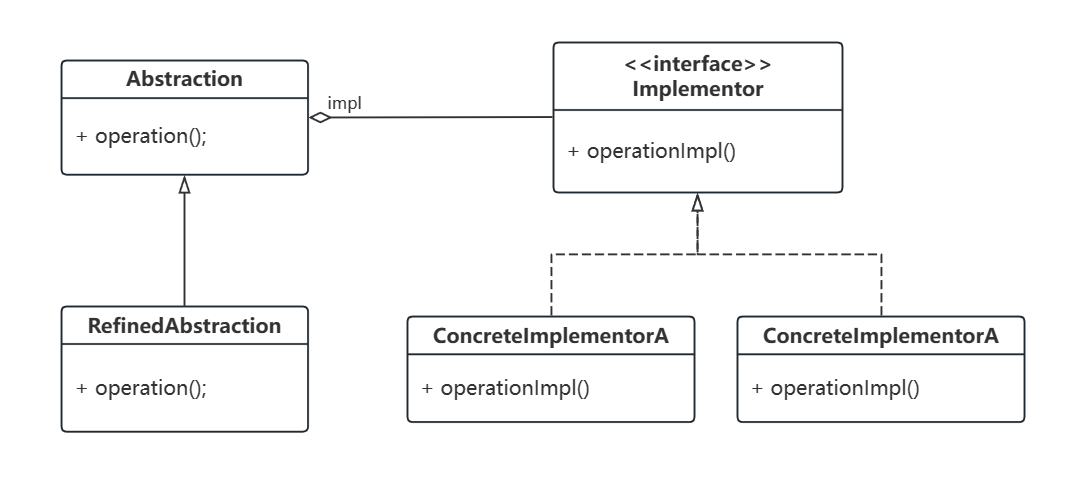 Abstraction
+ operation();
impl
<<interface>>
Implementor
+ operationImpl()
RefinedAbstraction
+ operation();
ConcreteImplementorA
+ operationImpl()
ConcreteImplementorA
+ operationImpl()